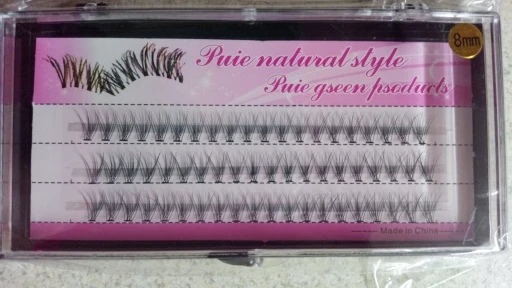 8mm
Puie natural style
Puie gseen psoducts
Made in China